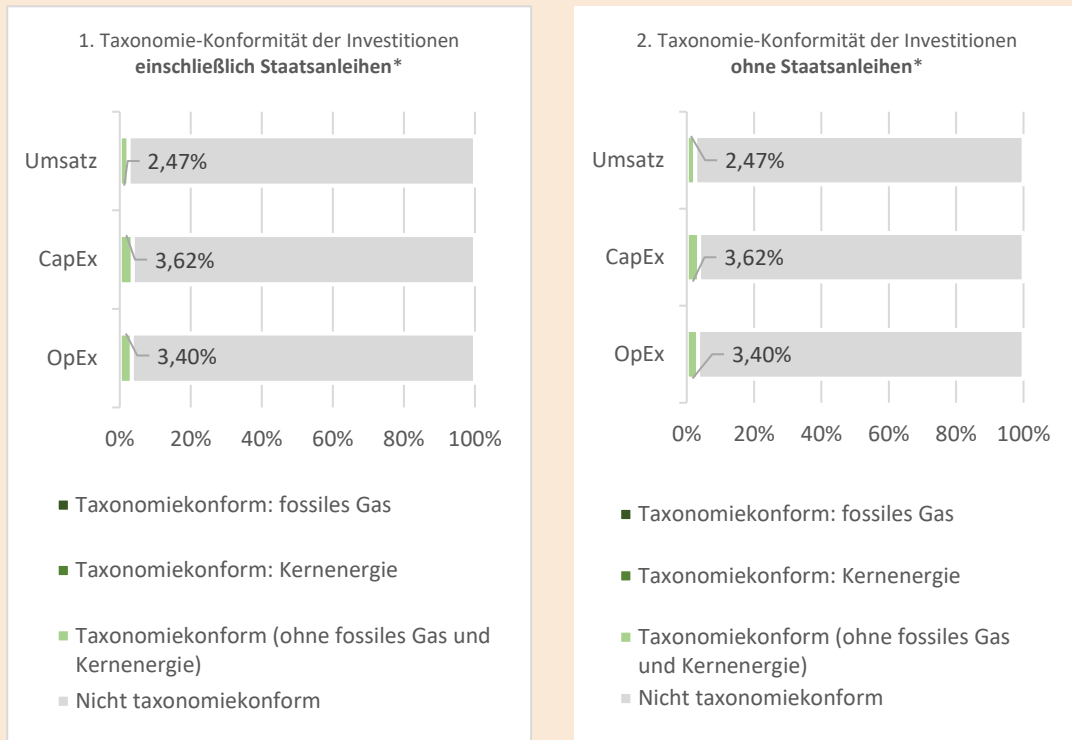 1. Taxonomie-Konformität der Investitionen
einschließlich Staatsanleihen*
Umsatz
2,47%
CapEx
3,62%
OpEx
3,40%
0% 20% 40% 60% 80% 100%
Taxonomiekonform: fossiles Gas
Taxonomiekonform: Kernenergie
Taxonomiekonform (ohne fossiles Gas und
Kernenergie)
Nicht taxonomiekonform
2. Taxonomie-Konformität der Investitionen
ohne Staatsanleihen*
Umsatz
2,47%
CapEx
3,62%
OpEx
3,40%
0% 20% 40% 60% 80% 100%
Taxonomiekonform: fossiles Gas
Taxonomiekonform: Kernenergie
Taxonomiekonform (ohne fossiles Gas
und Kernenergie)
Nicht taxonomiekonform